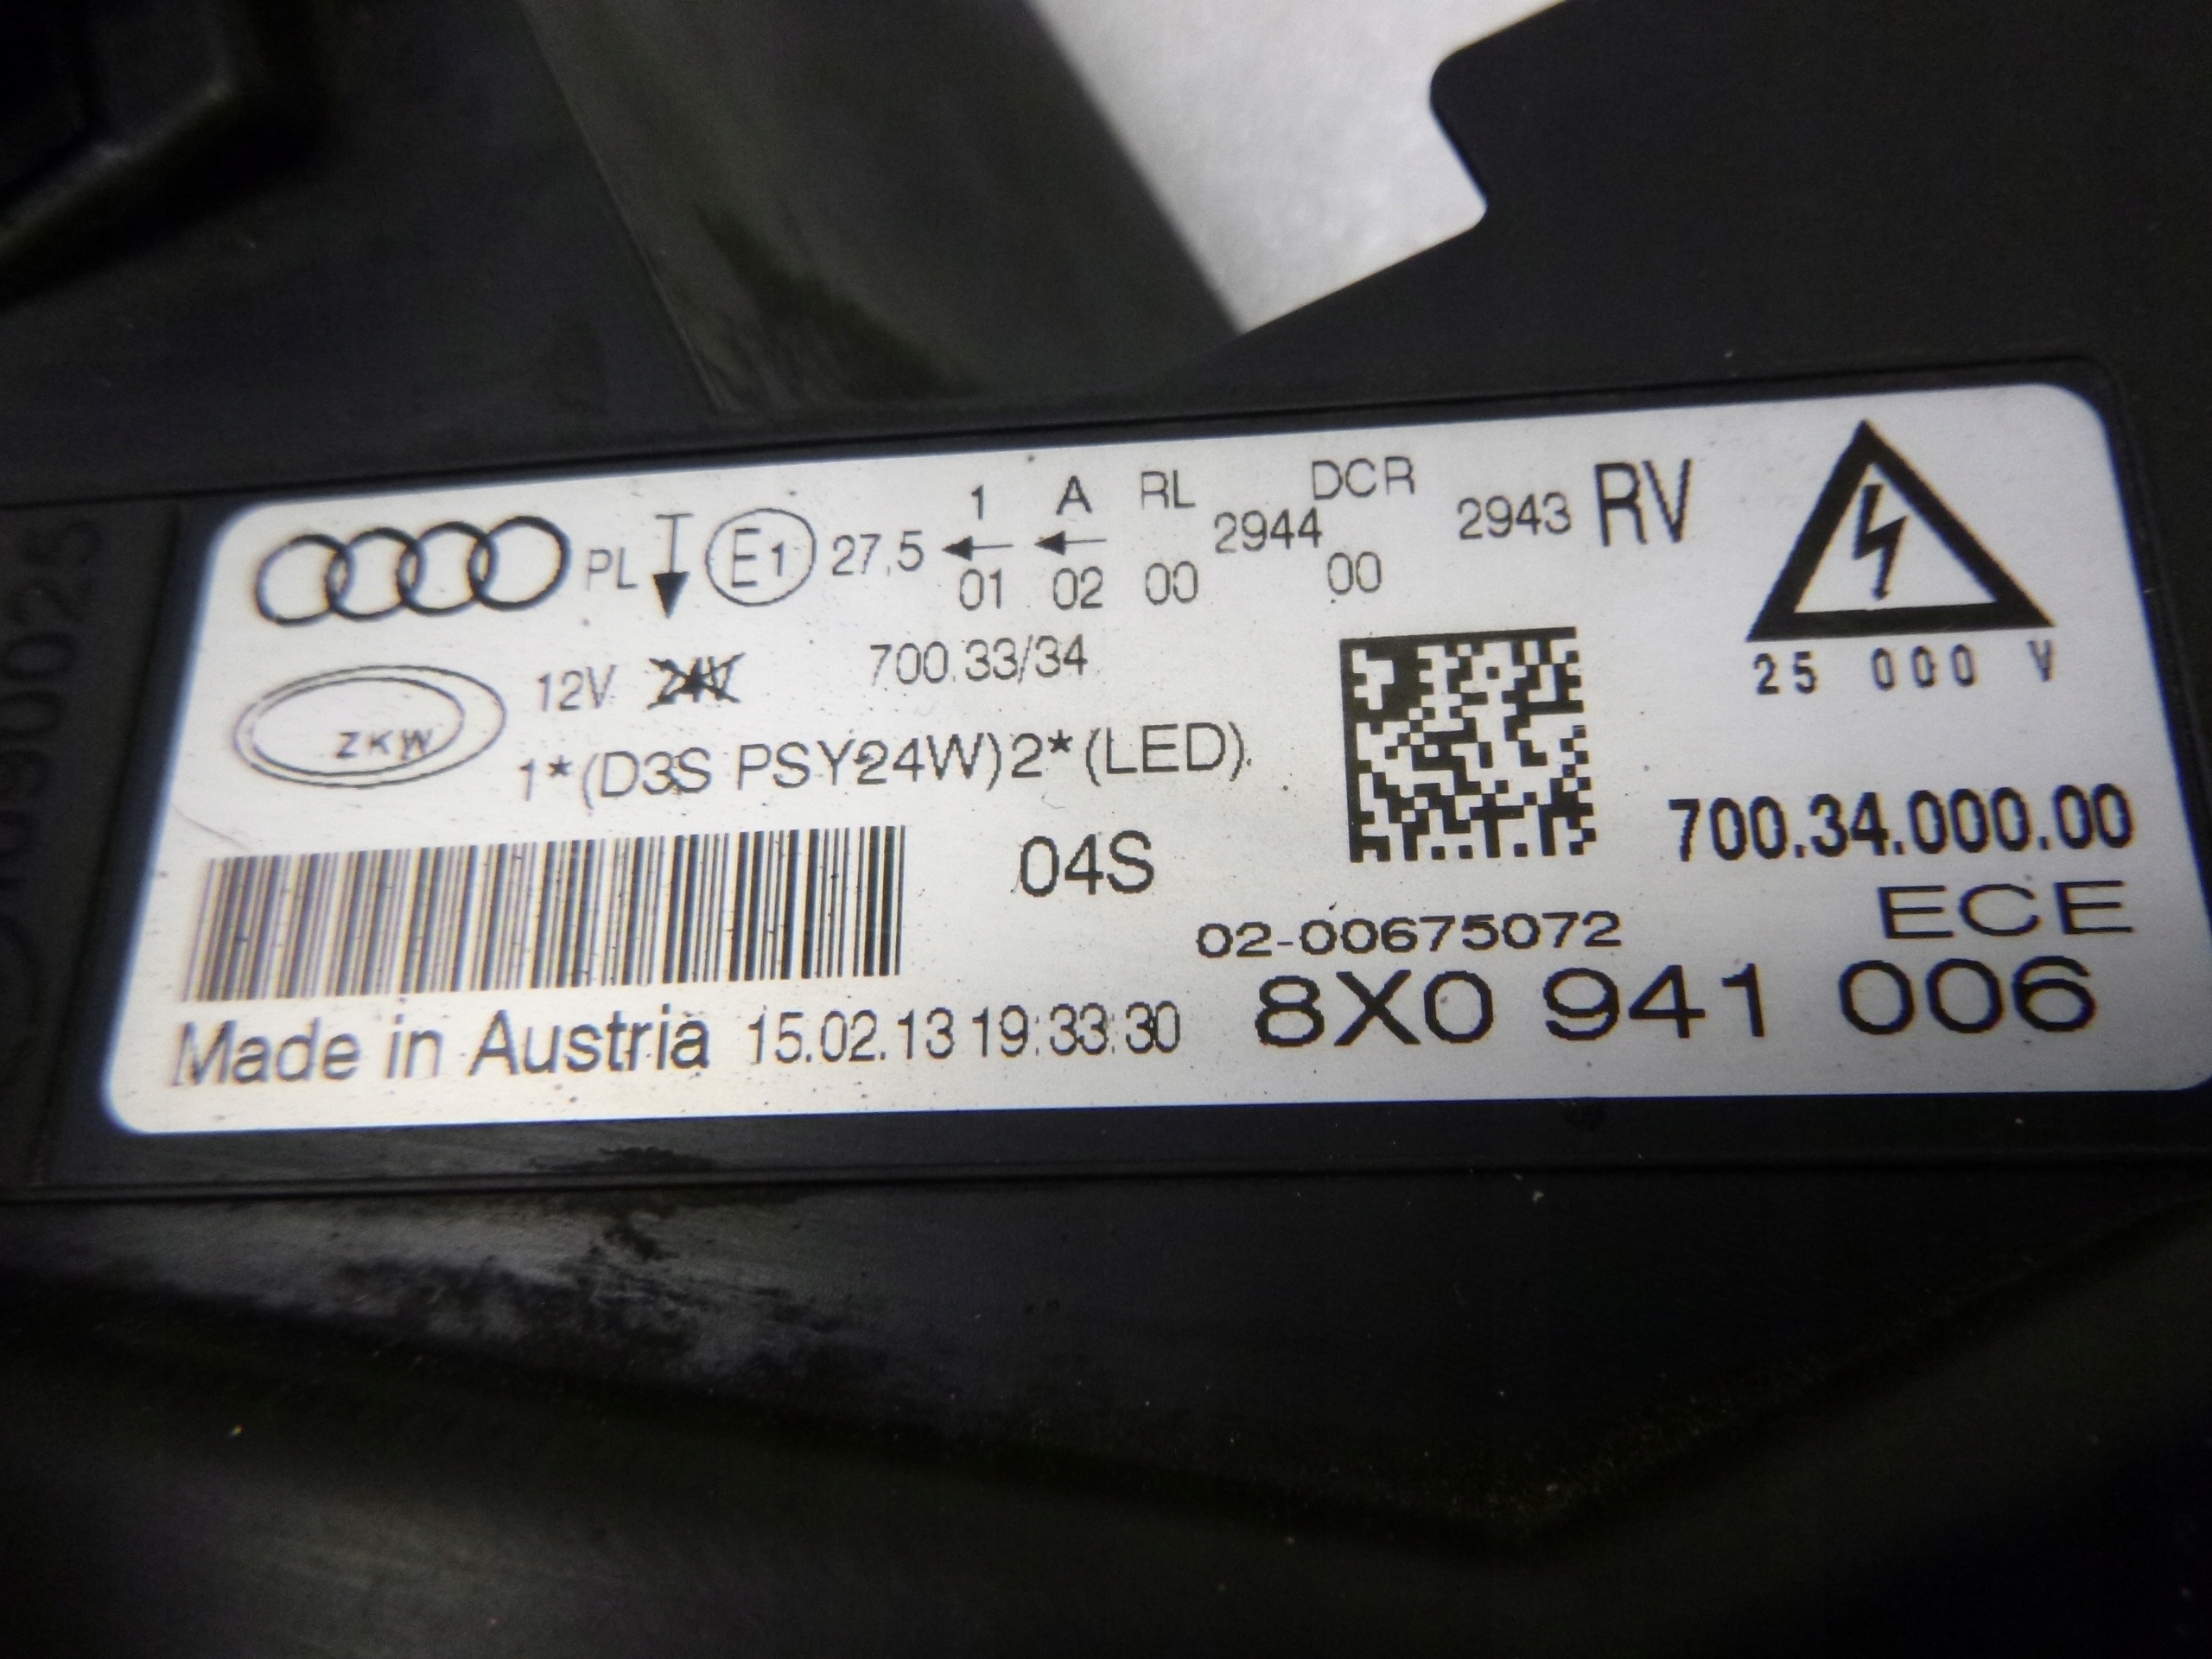 1 A RL DCR
PL E1 27,5 2944 2943 RV
01 02 00 00
12V 24V 700.33/34
25 000 V
ZKW
1*(D3S PSY24W)2*(LED)
700.34.000.00
04S
02-00675072 ECE
Made in Austria 15.02.13 19:33:30 8X0 941 006